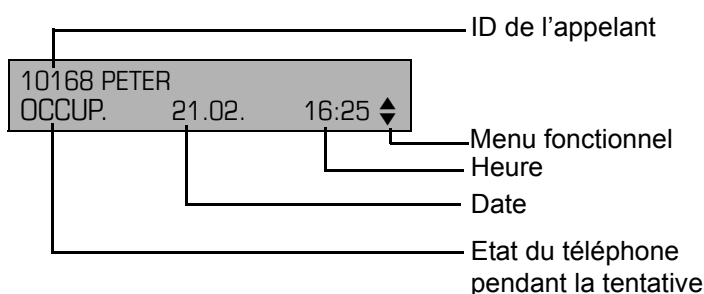 ID de l'appelant
10168 PETER
OCCUP. 21.02. 16:25
Menu fonctionnel
Heure
Date
Etat du téléphone
pendant la tentative